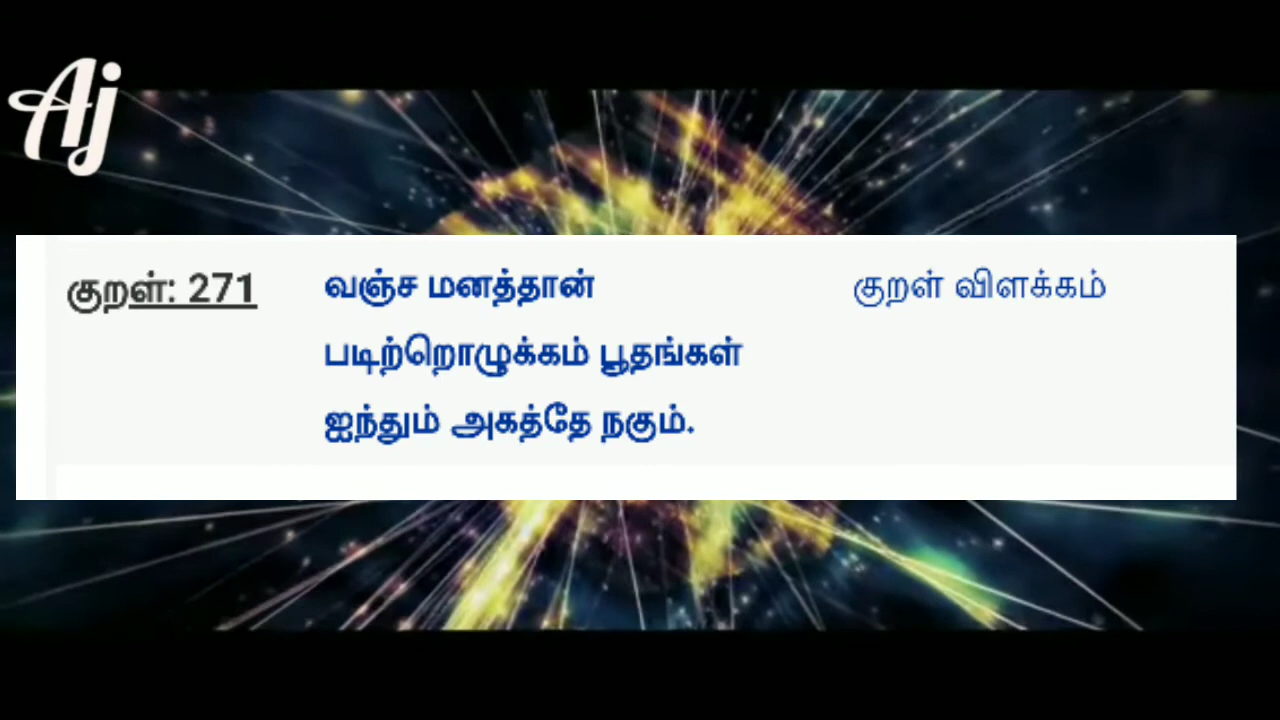 Aj
குறள்: 271 வஞ்ச மனத்தான் குறள் விளக்கம்
படிற்றொழுக்கம் பூதங்கள்
ஐந்தும் அகத்தே நகும்.